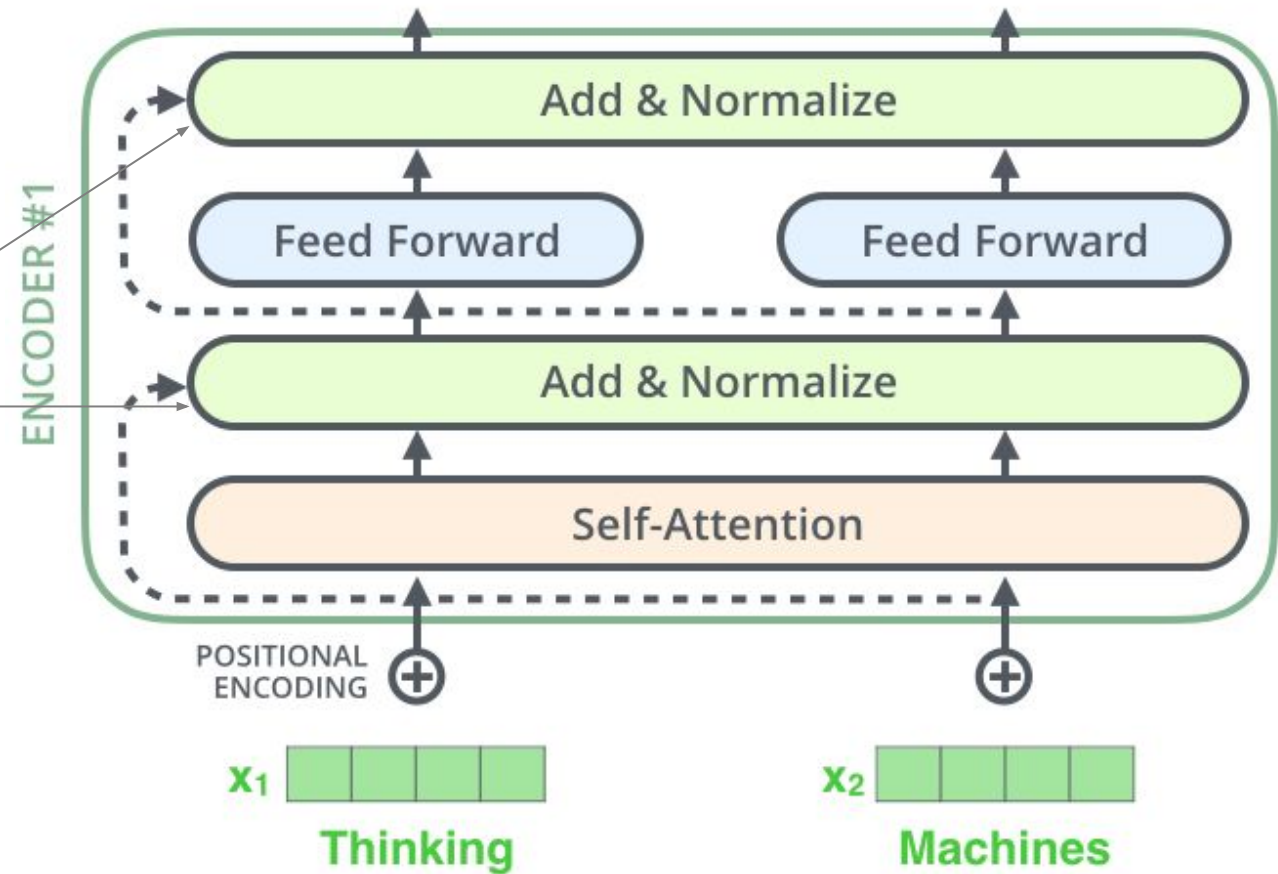 Add & Normalize
Feed Forward
Feed Forward
ENCODER #1
Add & Normalize
Self-Attention
POSITIONAL
ENCODING
x₁
x₂
Thinking
Machines